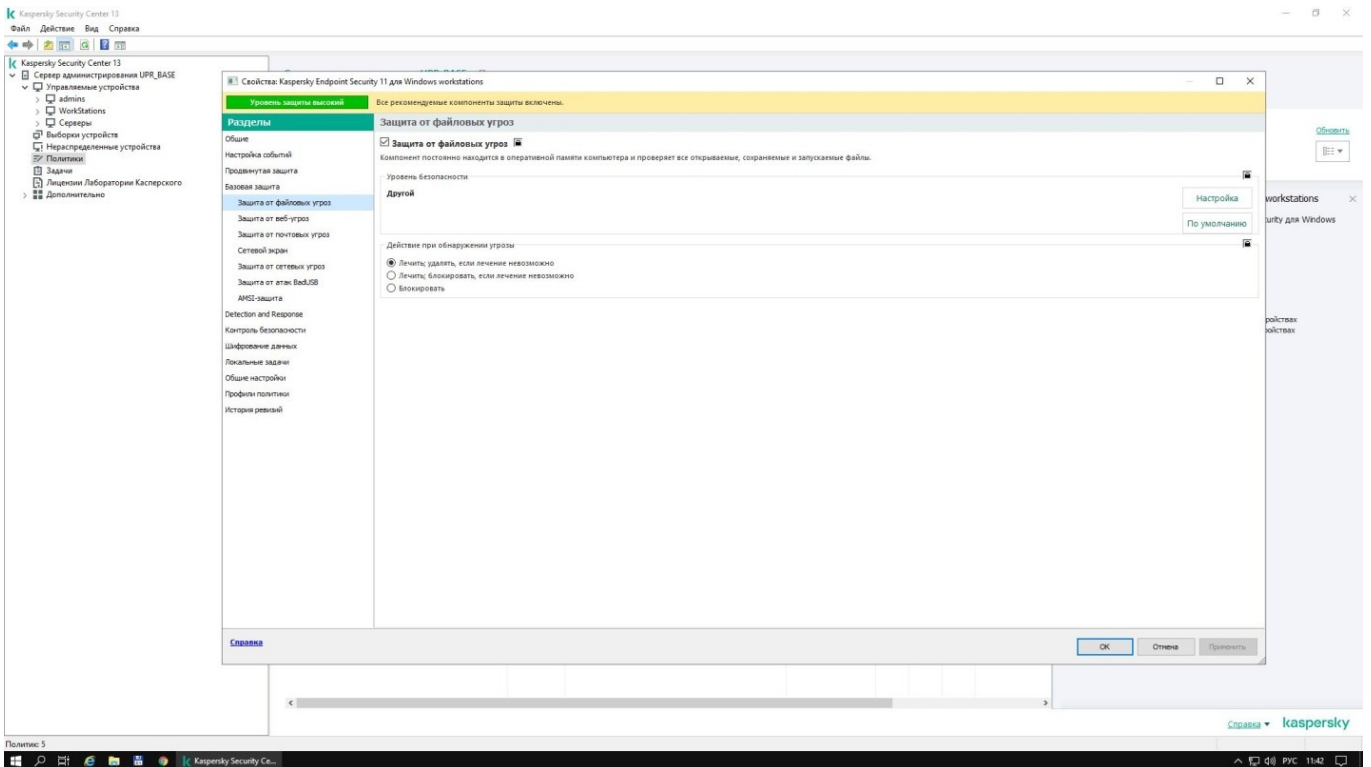 Kaspersky Security Center 13
Файл Действие Вид Справка
Kaspersky Security Center 13
Сервер администрирования UPR_BASE
Управляемые устройства
admins
WorkStations
Серверы
Выборки устройств
Нераспределенные устройства
Политики
Задачи
Лицензии Лаборатории Касперского
Дополнительно
Свойства: Kaspersky Endpoint Security 11 для Windows workstations
Уровень защиты высокий
Все рекомендуемые компоненты защиты включены.
Разделы
Общие
Настройка событий
Продвинутая защита
Базовая защита
Защита от файловых угроз
Защита от веб-угроз
Защита от почтовых угроз
Сетевой экран
Защита от сетевых угроз
Защита от атак BadUSB
AMSI-защита
Detection and Response
Контроль безопасности
Шифрование данных
Локальные задачи
Общие настройки
Профили политики
История ревизий
Защита от файловых угроз
Защита от файловых угроз
Компонент постоянно находится в оперативной памяти компьютера и проверяет все открываемые, сохраняемые и запускаемые файлы.
Уровень безопасности
Другой
Настройка
По умолчанию
Действие при обнаружении угрозы
Лечить; удалять, если лечение невозможно
Лечить; блокировать, если лечение невозможно
Блокировать
Справка
ОК
Отмена
Применить
Обновить
workstations
urity для Windows
ройствах
ройствах
Справка
kaspersky
Политик: 5
Kaspersky Security Ce...
РУС 11:42